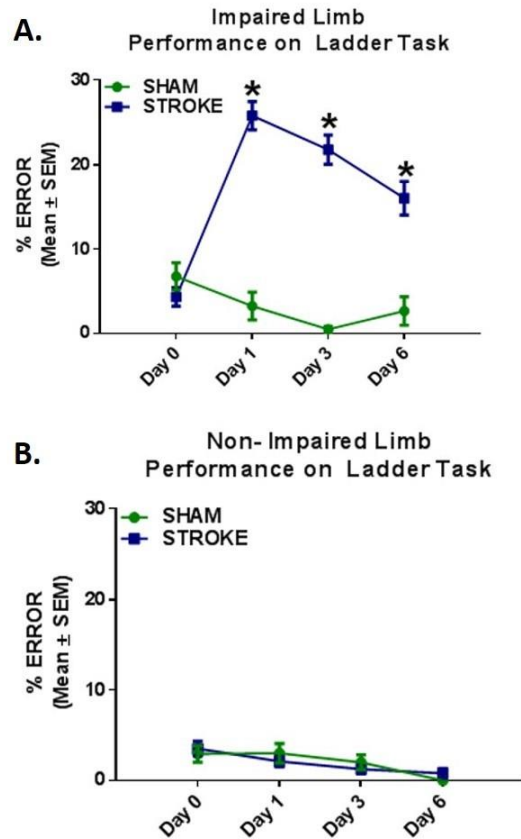 A.
Impaired Limb
Performance on Ladder Task
30
20
10
0
% ERROR
(Mean ± SEM)
SHAM
STROKE
*
*
*
Day 0
Day 1
Day 3
Day 6
B.
Non- Impaired Limb
Performance on Ladder Task
30
20
10
0
% ERROR
(Mean ± SEM)
SHAM
STROKE
Day 0
Day 1
Day 3
Day 6